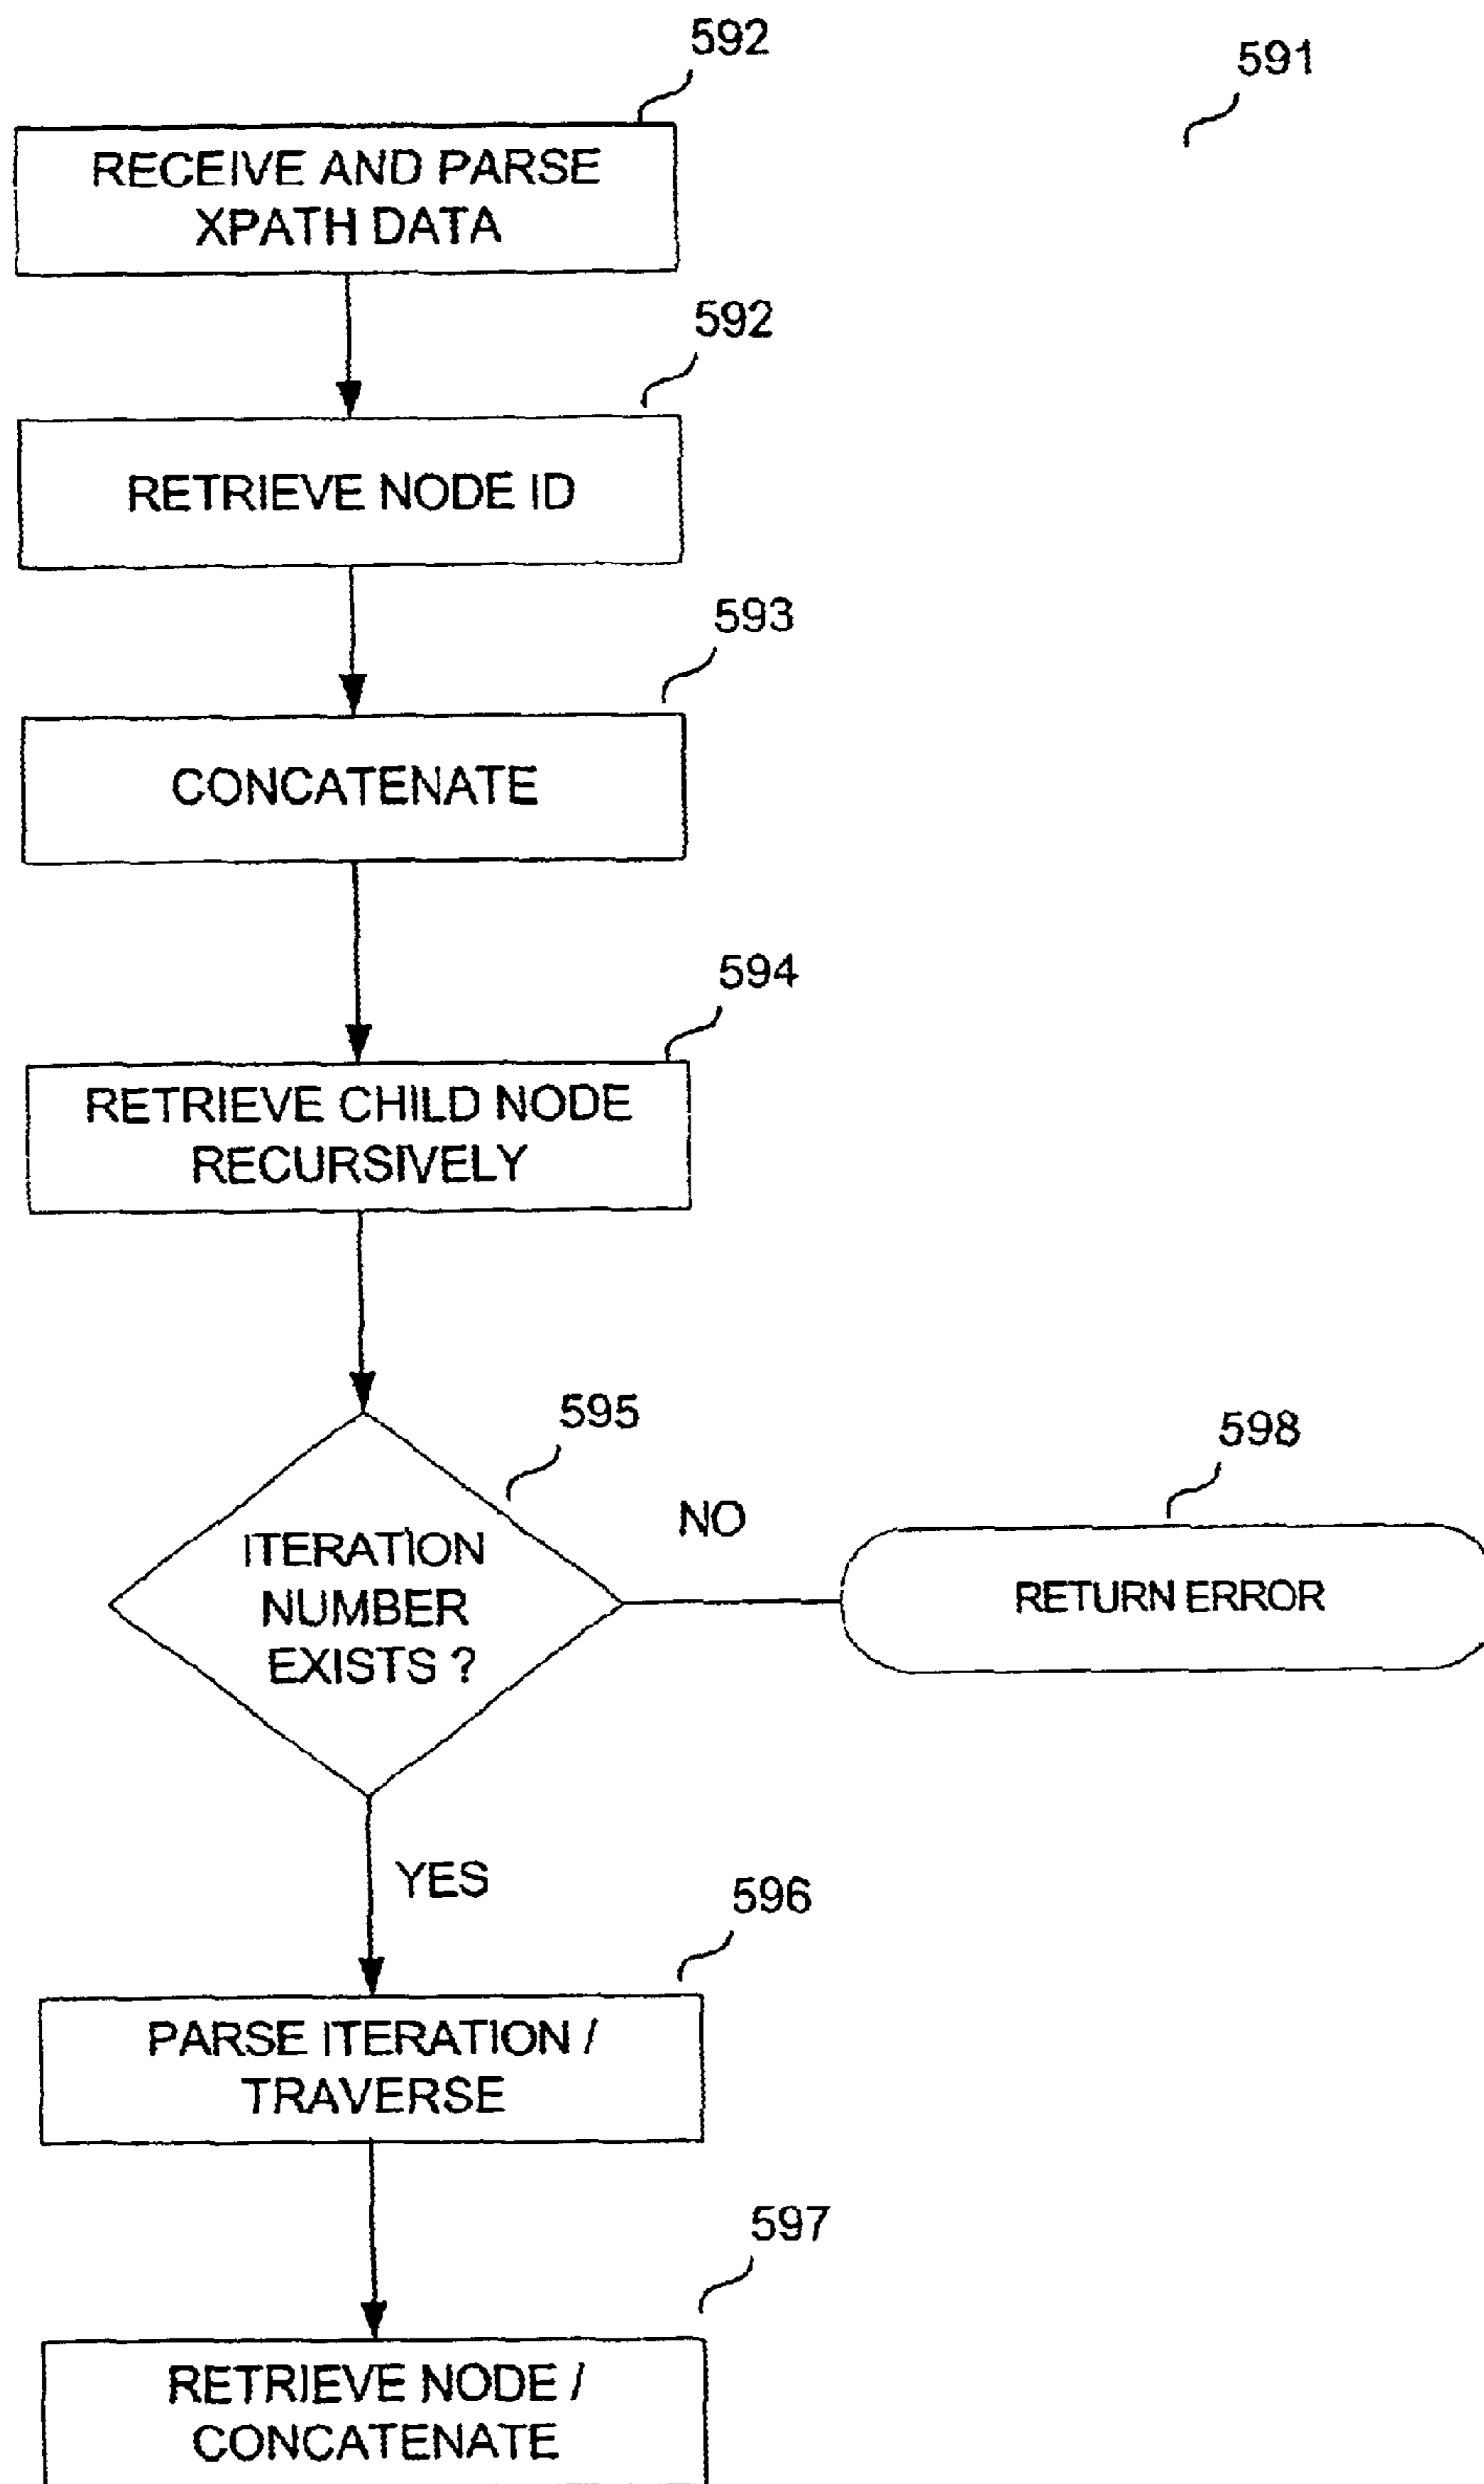 592
591
RECEIVE AND PARSE
XPATH DATA
592
RETRIEVE NODE ID
593
CONCATENATE
594
RETRIEVE CHILD NODE
RECURSIVELY
595
598
NO
ITERATION
NUMBER
EXISTS ?
RETURN ERROR
YES
596
PARSE ITERATION /
TRAVERSE
597
RETRIEVE NODE /
CONCATENATE